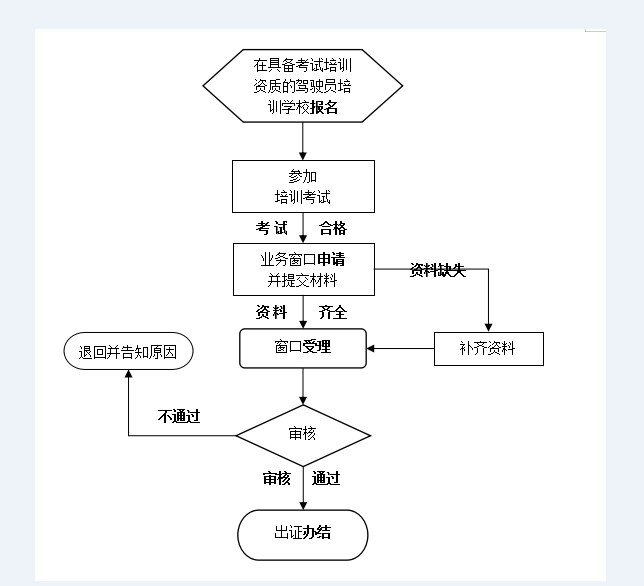 在具备考试培训
资质的驾驶员培
训学校报名
参加
培训考试
考 试 合格
业务窗口申请
并提交材料
资料缺失
资料 齐全
窗口受理
补齐资料
退回并告知原因
不通过
审核
审核 通过
出证办结